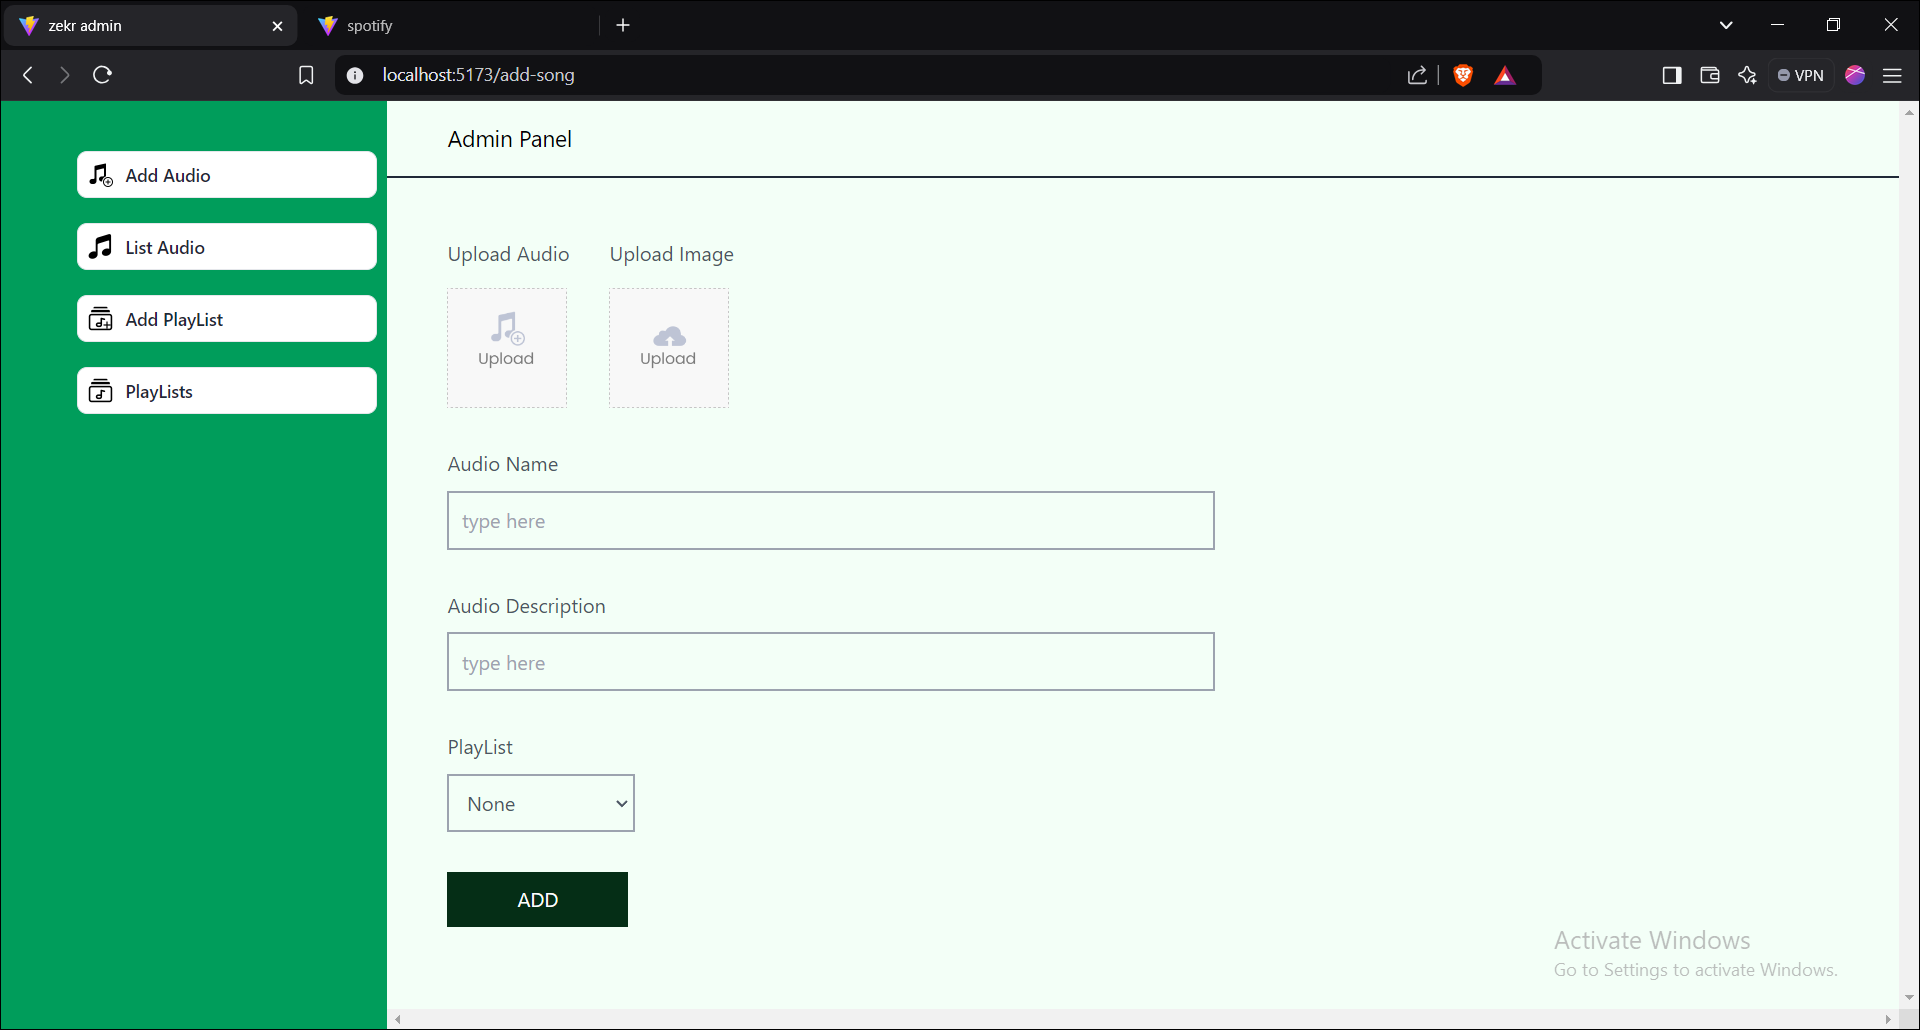 zekr admin
spotify
localhost:5173/add-song
VPN
Add Audio
List Audio
Add PlayList
PlayLists
Admin Panel
Upload Audio
Upload Image
Upload
Upload
Audio Name
type here
Audio Description
type here
PlayList
None
ADD
Activate Windows
Go to Settings to activate Windows.